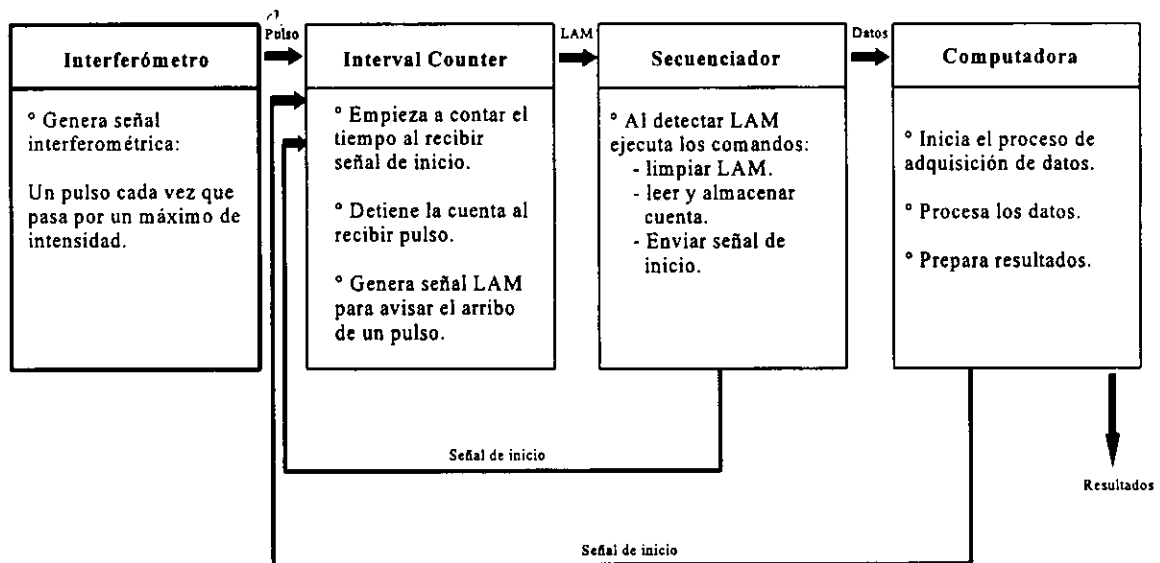 Pulso
LAM
Datos
Interferómetro
Interval Counter
Secuenciador
Computadora
° Genera señal
interferométrica:
Un pulso cada vez que
pasa por un máximo de
intensidad.
° Empieza a contar el
tiempo al recibir
señal de inicio.
° Detiene la cuenta al
recibir pulso.
° Genera señal LAM
para avisar el arribo
de un pulso.
° Al detectar LAM
ejecuta los comandos:
- limpiar LAM.
- leer y almacenar
cuenta.
- Enviar señal de
inicio.
° Inicia el proceso de
adquisición de datos.
° Procesa los datos.
° Prepara resultados.
Señal de inicio
Resultados
Señal de inicio